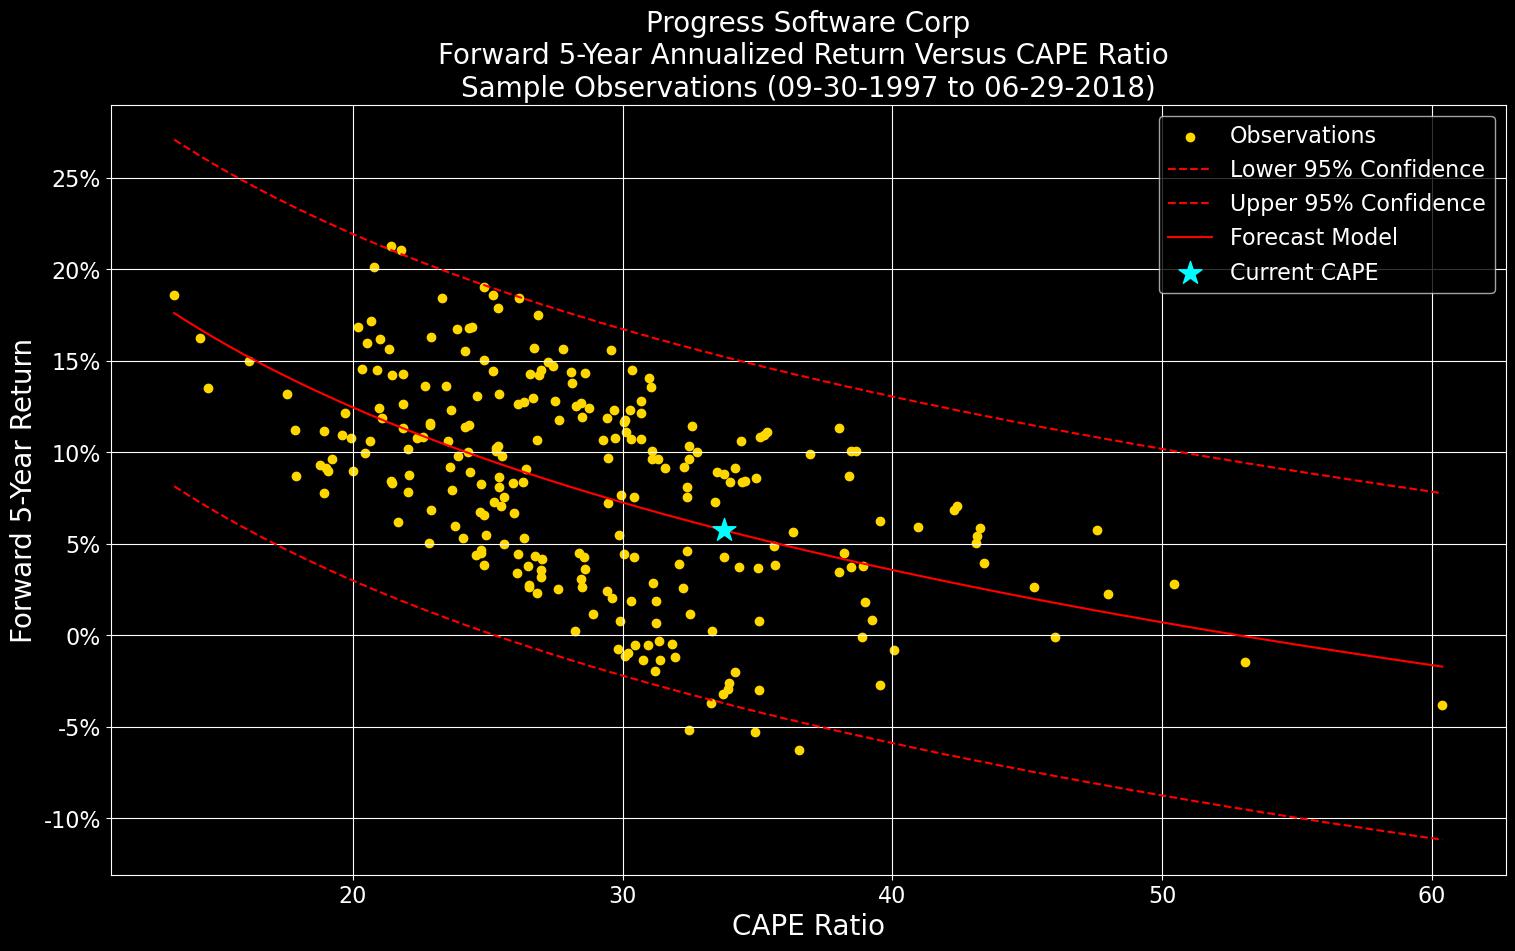 Progress Software Corp
Forward 5-Year Annualized Return Versus CAPE Ratio
Sample Observations (09-30-1997 to 06-29-2018)
Observations
Lower 95% Confidence
Upper 95% Confidence
Forecast Model
Current CAPE
Forward 5-Year Return
25%
20%
15%
10%
5%
0%
-5%
-10%
20 30 40 50 60
CAPE Ratio